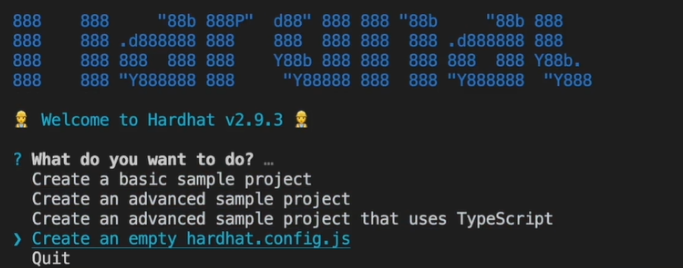 888    888     "88b 888P"  d88" 888 888 "88b     "88b 888
888    888 .d888888 888    888  888 888  888 .d888888 888
888    888 888  888 888    Y88b 888 888  888 888  888 Y88b.
888    888 "Y888888 888     "Y88888 888  888 "Y888888  "Y888
👷 Welcome to Hardhat v2.9.3 👷
? What do you want to do? …
Create a basic sample project
Create an advanced sample project
Create an advanced sample project that uses TypeScript
❯ Create an empty hardhat.config.js
Quit